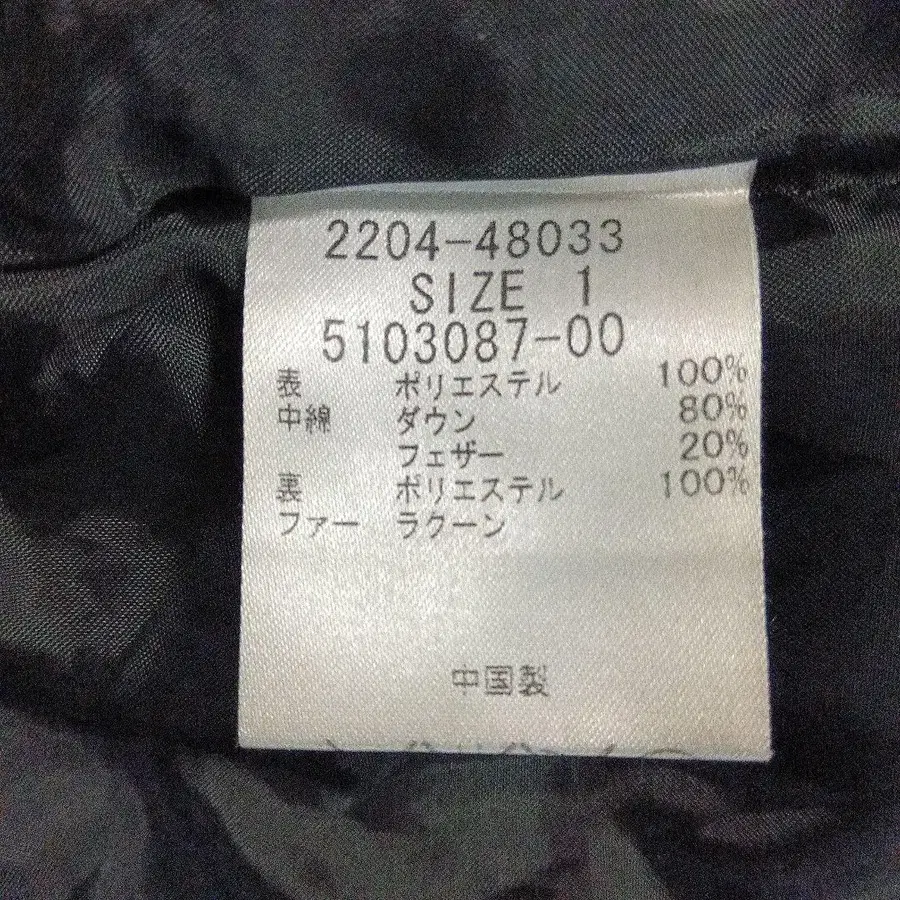 2204-48033
SIZE 1
5103087-00
表 ポリエステル 100%
中綿 ダウン 80%
フェザー 20%
裏 ポリエステル 100%
ファー ラクーン
中国製